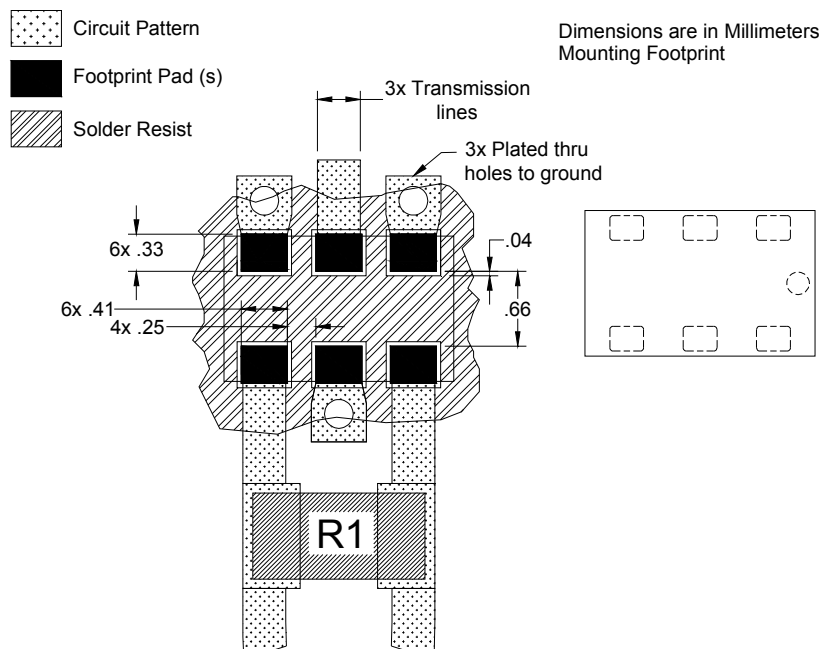 Circuit Pattern
Footprint Pad (s)
Solder Resist
Dimensions are in Millimeters
Mounting Footprint
3x Transmission
lines
3x Plated thru
holes to ground
6x .33
.04
6x .41
4x .25
.66
R1